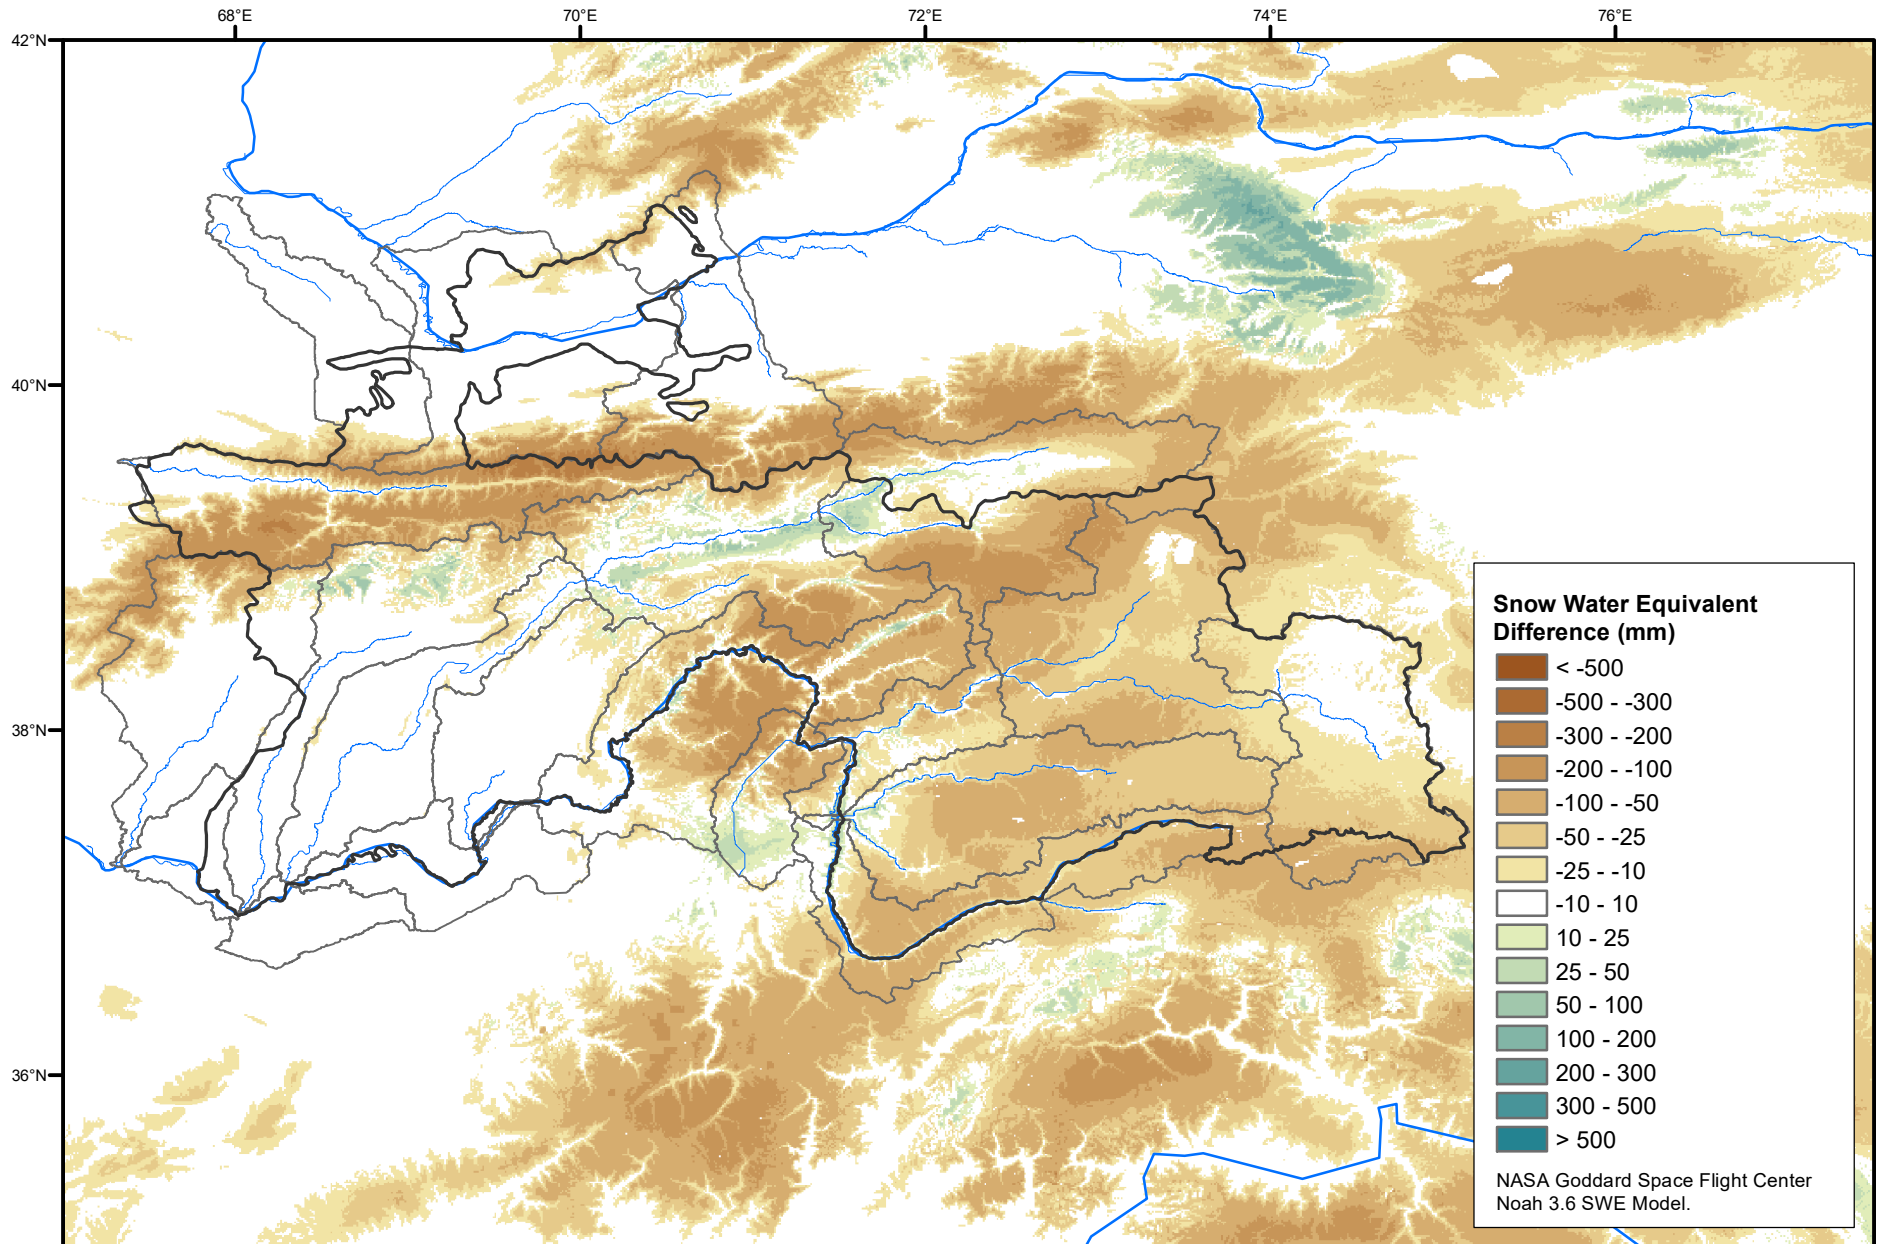 68°E
70°E
72°E
74°E
76°E
42°N
40°N
38°N
36°N
Snow Water Equivalent
Difference (mm)
< -500
-500 - -300
-300 - -200
-200 - -100
-100 - -50
-50 - -25
-25 - -10
-10 - 10
10 - 25
25 - 50
50 - 100
100 - 200
200 - 300
300 - 500
> 500
NASA Goddard Space Flight Center
Noah 3.6 SWE Model.